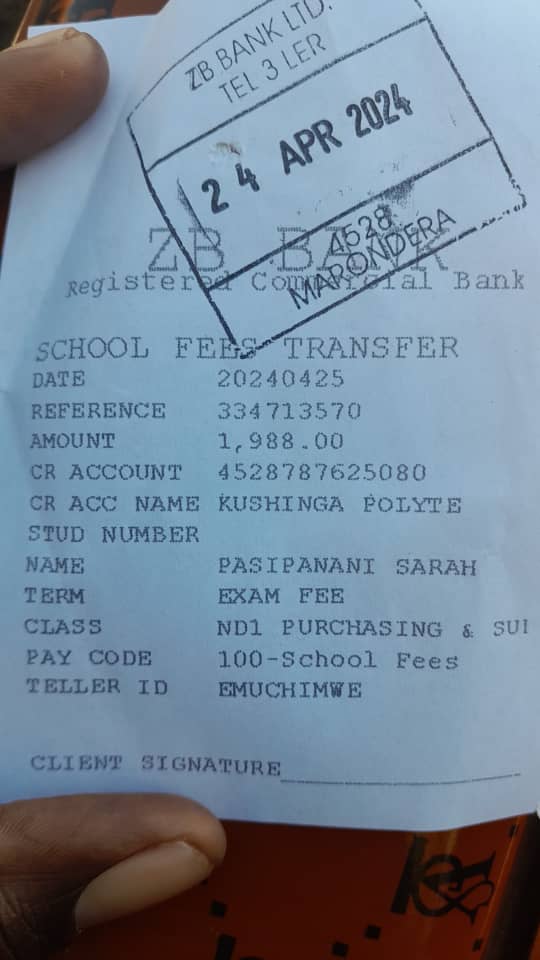 ZB BANK LTD.
TEL 3 LER
24 APR 2024
4528
MARONDERA
ZB BANK
Registered Commercial Bank
SCHOOL FEES TRANSFER
DATE 20240425
REFERENCE 334713570
AMOUNT 1,988.00
CR ACCOUNT 4528787625080
CR ACC NAME KUSHINGA POLYTE
STUD NUMBER
NAME PASIPANANI SARAH
TERM EXAM FEE
CLASS ND1 PURCHASING & SUI
PAY CODE 100-School Fees
TELLER ID EMUCHIMWE
CLIENT SIGNATURE